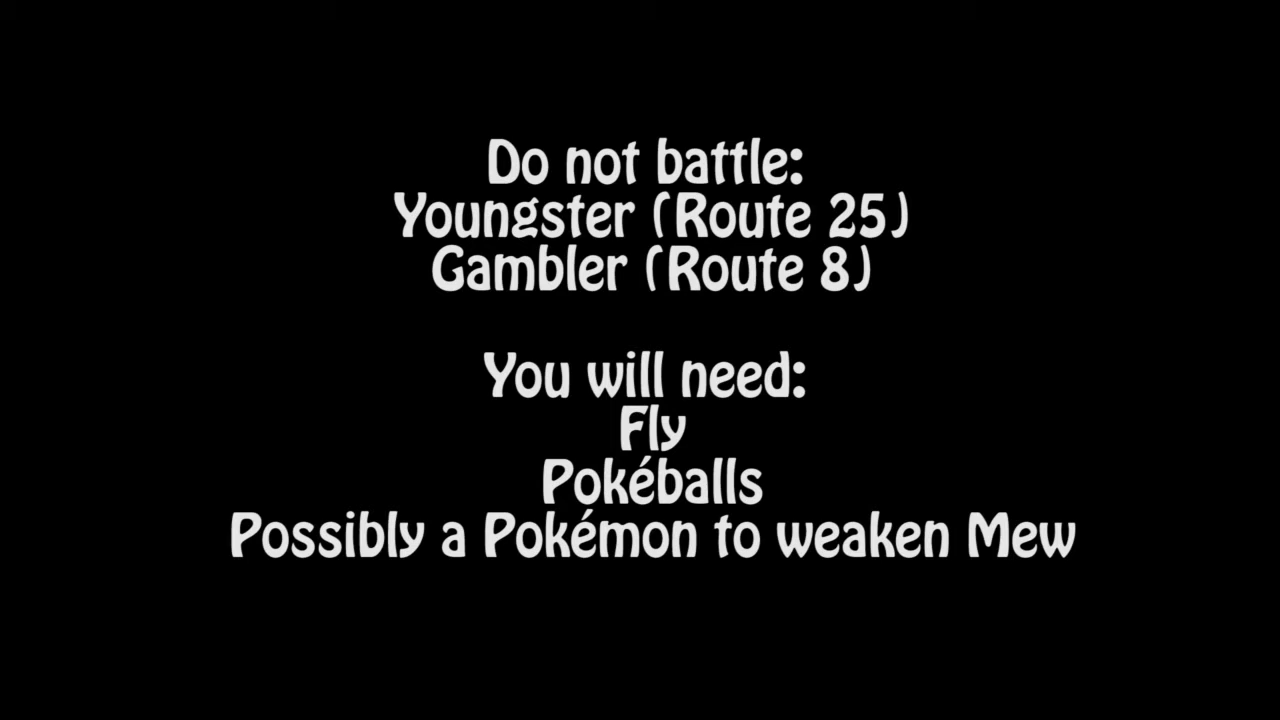 Do not battle:
Youngster (Route 25)
Gambler (Route 8)
You will need:
Fly
Pokéballs
Possibly a Pokémon to weaken Mew